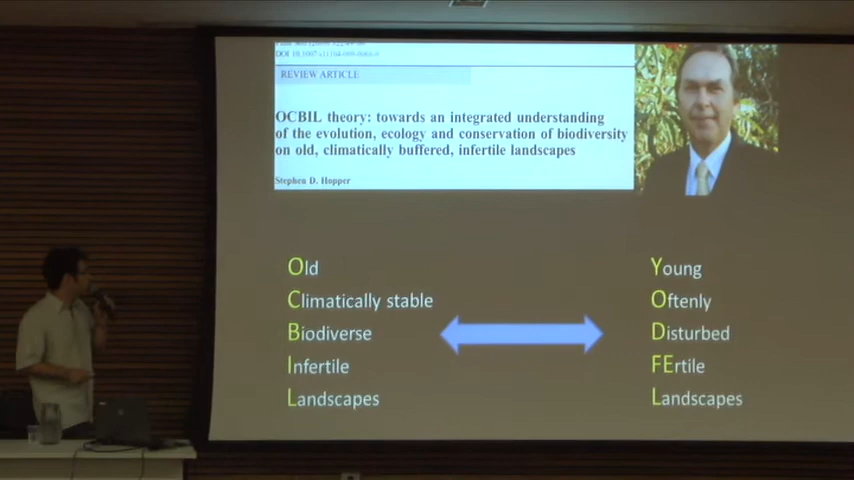 REVIEW ARTICLE
OCBIL theory: towards an integrated understanding
of the evolution, ecology and conservation of biodiversity
on old, climatically buffered, infertile landscapes
Stephen D. Hopper
Old
Climatically stable
Biodiverse
Infertile
Landscapes
Young
Oftenly
Disturbed
FErtile
Landscapes